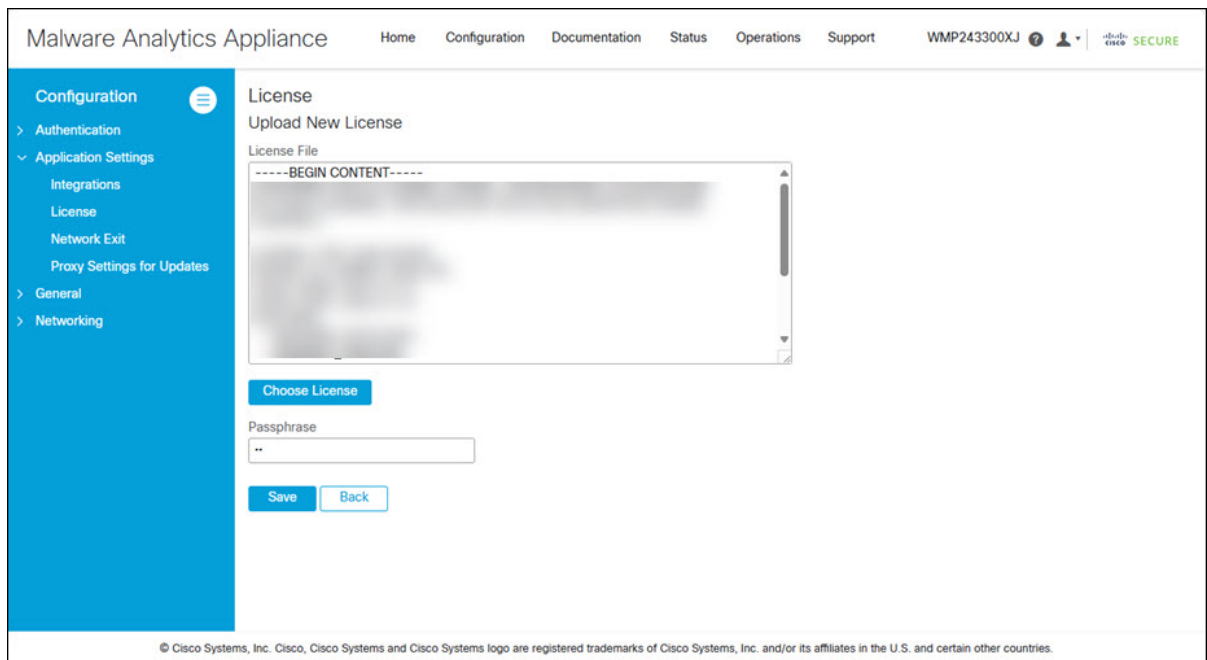 Malware Analytics Appliance Home Configuration Documentation Status Operations Support WMP243300XJ ? cisco SECURE
Configuration
> Authentication
Application Settings
Integrations
License
Network Exit
Proxy Settings for Updates
> General
> Networking
License
Upload New License
License File
-----BEGIN CONTENT-----
Choose License
Passphrase
••
Save Back
© Cisco Systems, Inc. Cisco, Cisco Systems and Cisco Systems logo are registered trademarks of Cisco Systems, Inc. and/or its affiliates in the U.S. and certain other countries.